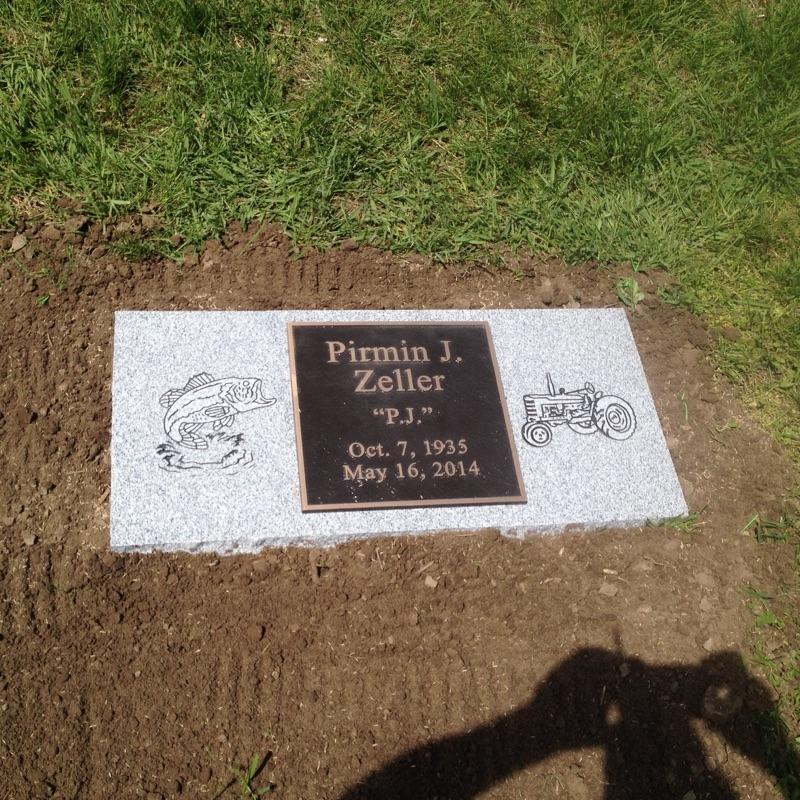 Pirmin J.
Zeller
“P.J.”
Oct. 7, 1935
May 16, 2014